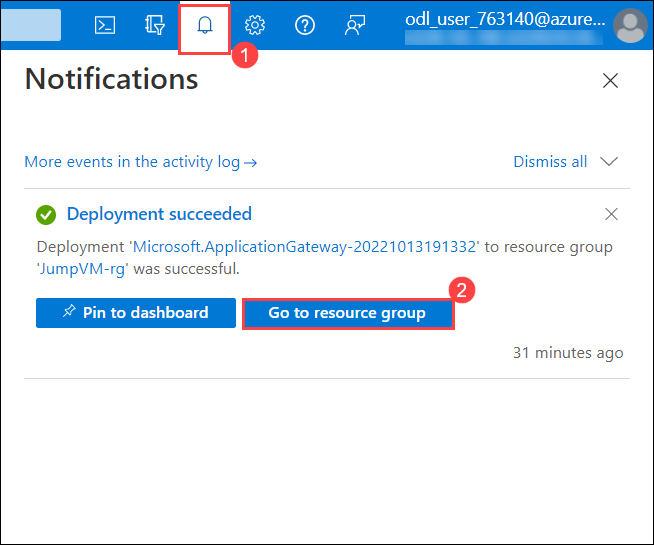 odl_user_763140@azure...
1
Notifications
More events in the activity log→
Dismiss all
Deployment succeeded
Deployment 'Microsoft.ApplicationGateway-20221013191332' to resource group
'JumpVM-rg' was successful.
2
Pin to dashboard
Go to resource group
31 minutes ago